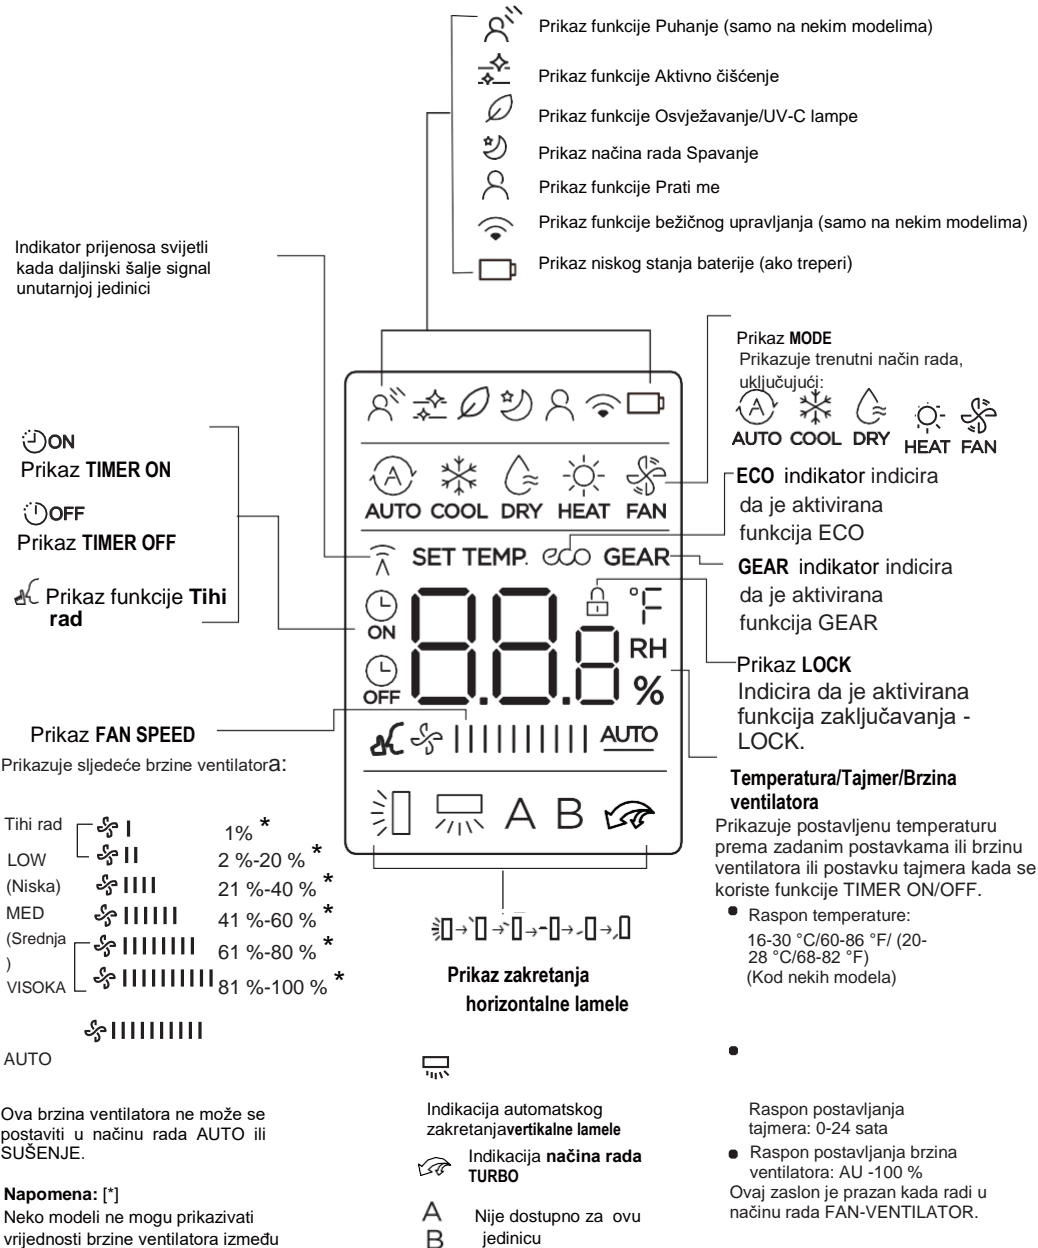 Prikaz funkcije Puhanje (samo na nekim modelima)
Prikaz funkcije Aktivno čišćenje
Prikaz funkcije Osvježavanje/UV-C lampe
Prikaz načina rada Spavanje
Prikaz funkcije Prati me
Prikaz funkcije bežičnog upravljanja (samo na nekim modelima)
Prikaz niskog stanja baterije (ako treperi)
Indikator prijenosa svijetli
kada daljinski šalje signal
unutarnjoj jedinici
ON
Prikaz TIMER ON
OFF
Prikaz TIMER OFF
Prikaz funkcije Tihi
rad
AUTO COOL DRY HEAT FAN
SET TEMP. eco GEAR
ON
OFF
88.8
°F
RH
%
AUTO
A B
Prikaz MODE
Prikazuje trenutni način rada,
uključujući:
AUTO COOL DRY HEAT FAN
ECO indikator indicira
da je aktivirana
funkcija ECO
GEAR indikator indicira
da je aktivirana
funkcija GEAR
Prikaz LOCK
Indicira da je aktivirana
funkcija zaključavanja -
LOCK.
Temperatura/Tajmer/Brzina
ventilatora
Prikazuje postavljenu temperaturu
prema zadanim postavkama ili brzinu
ventilatora ili postavku tajmera kada se
koriste funkcije TIMER ON/OFF.
• Raspon temperature:
16-30 °C/60-86 °F/ (20-
28 °C/68-82 °F)
(Kod nekih modela)
•
Raspon postavljanja
tajmera: 0-24 sata
• Raspon postavljanja brzina
ventilatora: AU -100 %
Ovaj zaslon je prazan kada radi u
načinu rada FAN-VENTILATOR.
Prikaz FAN SPEED
Prikazuje sljedeće brzine ventilatora:
Tihi rad 1% *
LOW 2 %-20 % *
(Niska) 21 %-40 % *
MED 41 %-60 % *
(Srednja 61 %-80 % *
)
VISOKA 81 %-100 % *
AUTO
Ova brzina ventilatora ne može se
postaviti u načinu rada AUTO ili
SUŠENJE.
Napomena: [*]
Neko modeli ne mogu prikazivati
vrijednosti brzine ventilatora između
Prikaz zakretanja
horizontalne lamele
Indikacija automatskog
zakretanjavertikalne lamele
Indikacija načina rada
TURBO
A
B
Nije dostupno za ovu
jedinicu